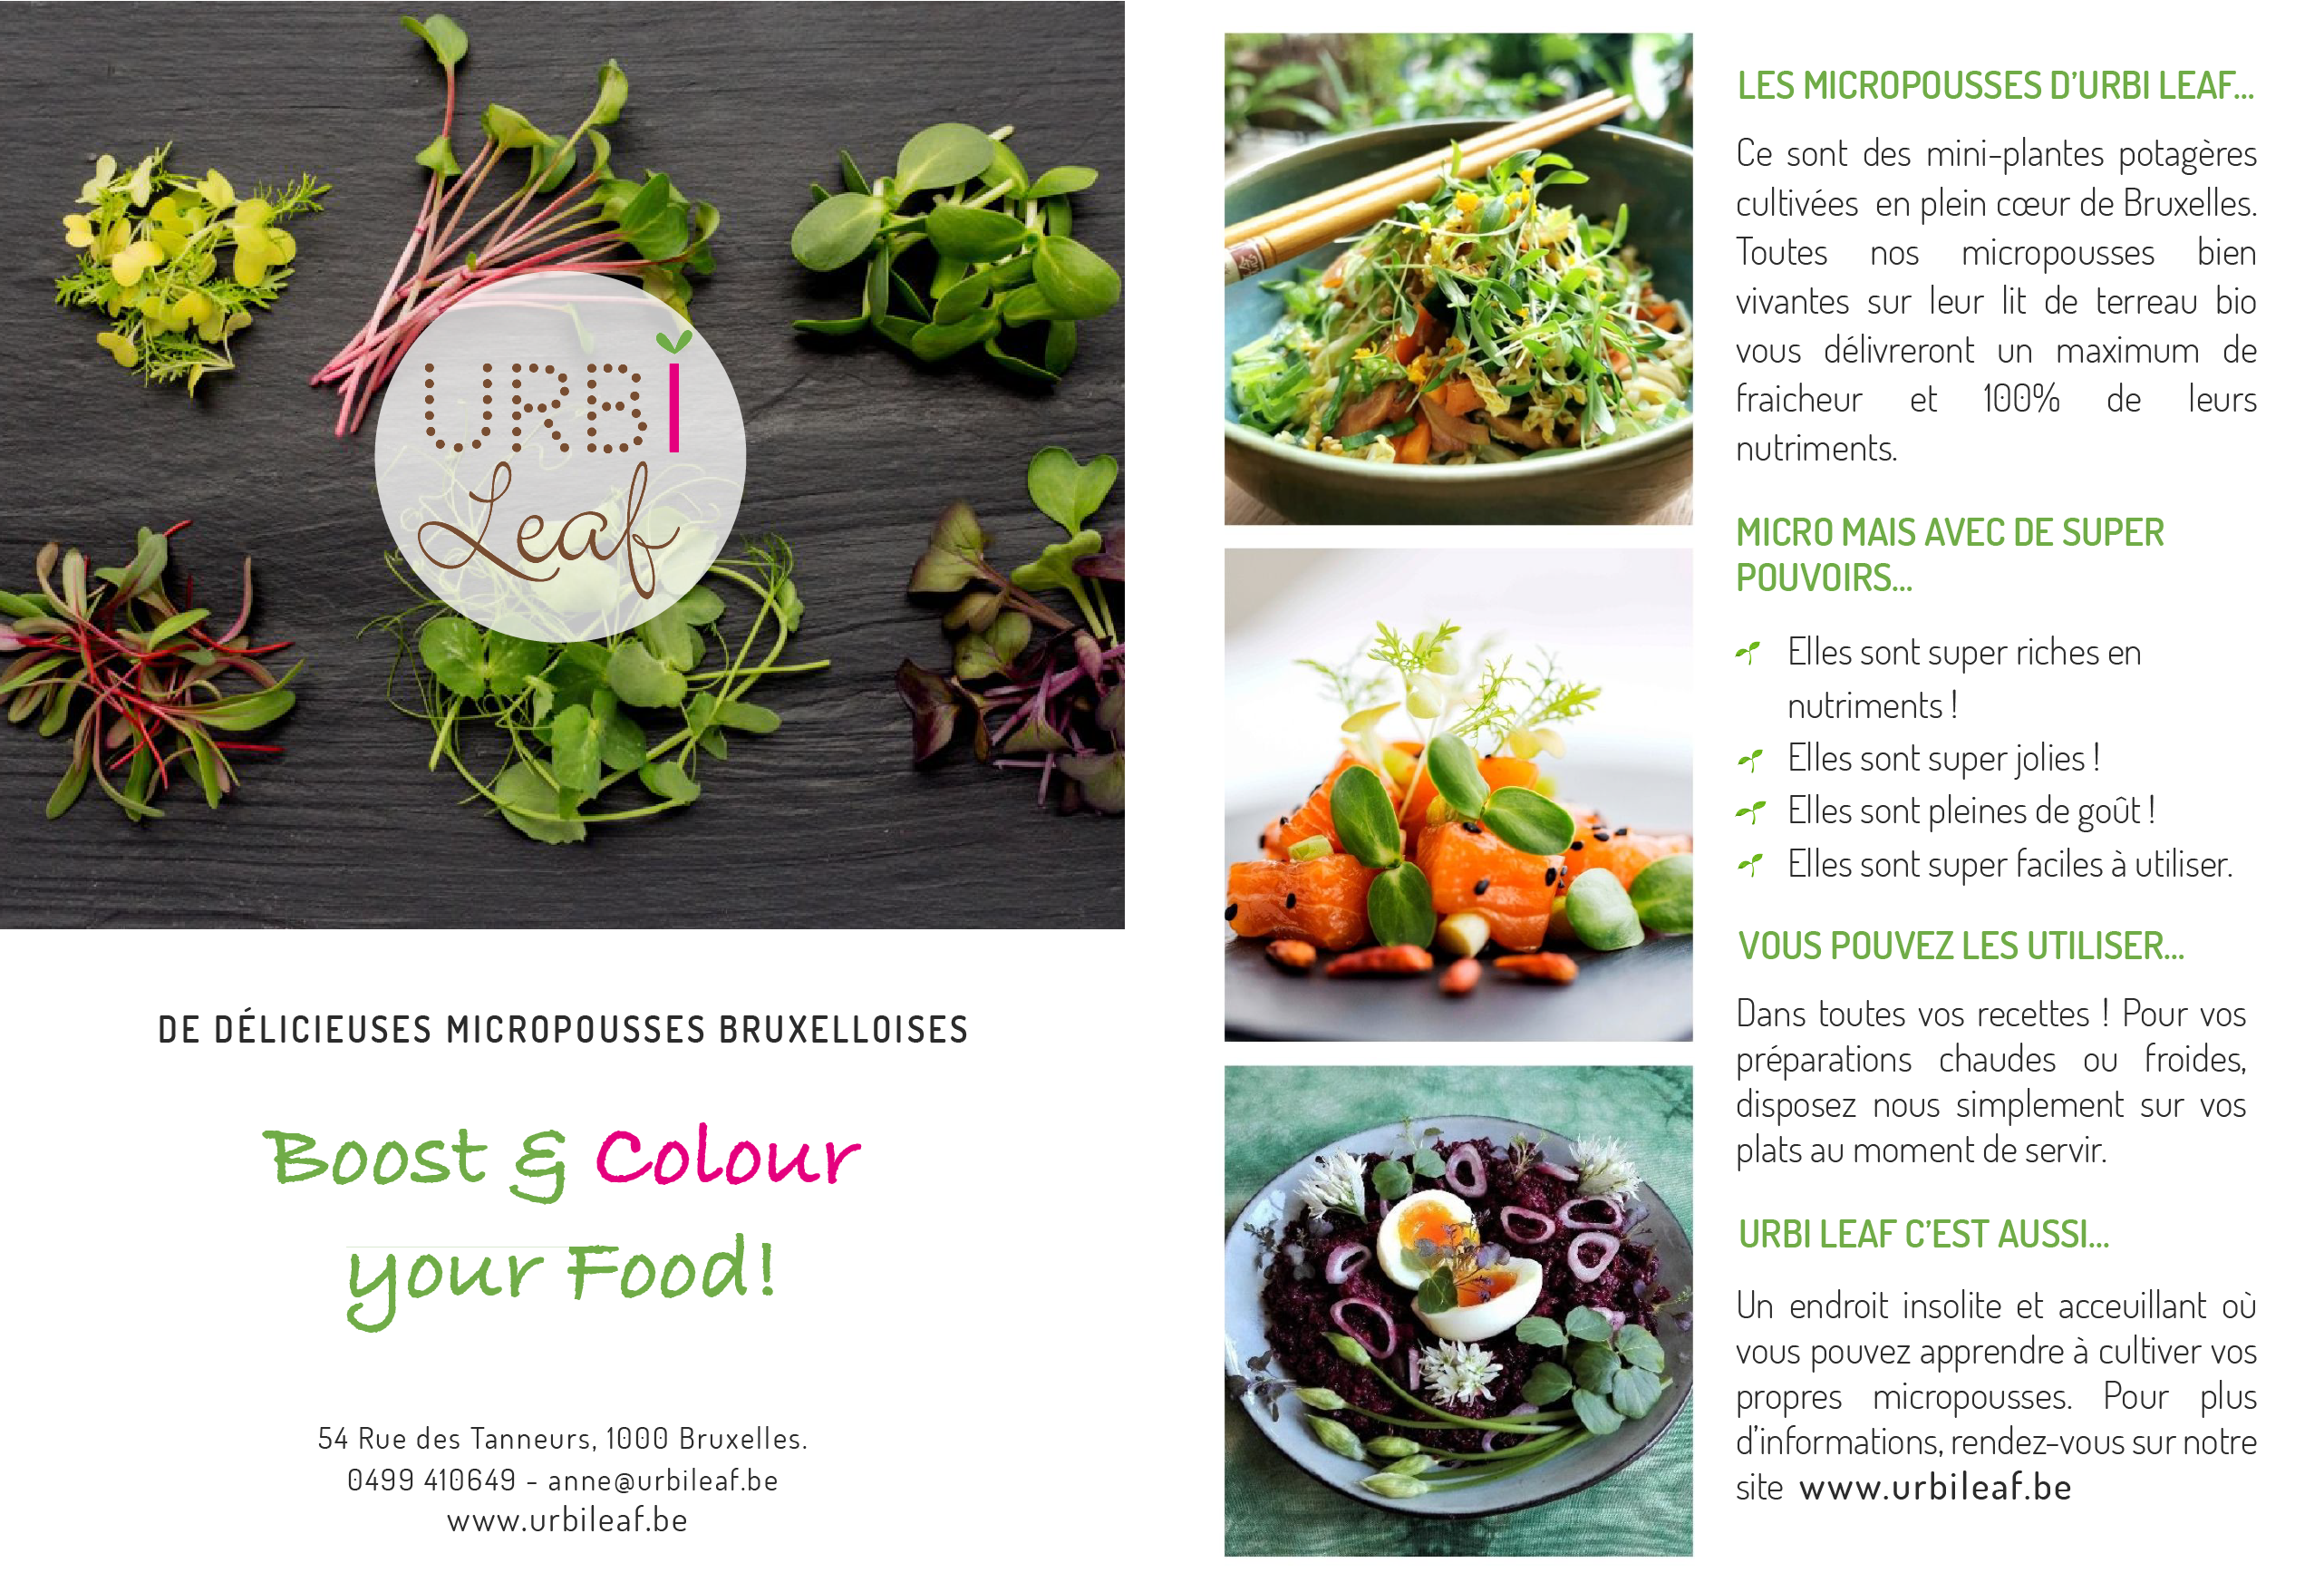 URBI
Leaf
DE DÉLICIEUSES MICROPOUSSES BRUXELLOISES
Boost & Colour
your Food!
54 Rue des Tanneurs, 1000 Bruxelles.
0499 410649 - anne@urbileaf.be
www.urbileaf.be
LES MICROPOUSSES D'URBI LEAF...
Ce sont des mini-plantes potagères
cultivées en plein cœur de Bruxelles.
Toutes nos micropousses bien
vivantes sur leur lit de terreau bio
vous délivreront un maximum de
fraicheur et 100% de leurs
nutriments.
MICRO MAIS AVEC DE SUPER
POUVOIRS...
Elles sont super riches en
nutriments !
Elles sont super jolies !
Elles sont pleines de goût !
Elles sont super faciles à utiliser.
VOUS POUVEZ LES UTILISER...
Dans toutes vos recettes ! Pour vos
préparations chaudes ou froides,
disposez nous simplement sur vos
plats au moment de servir.
URBI LEAF C'EST AUSSI...
Un endroit insolite et acceuillant où
vous pouvez apprendre à cultiver vos
propres micropousses. Pour plus
d'informations, rendez-vous sur notre
site www.urbileaf.be